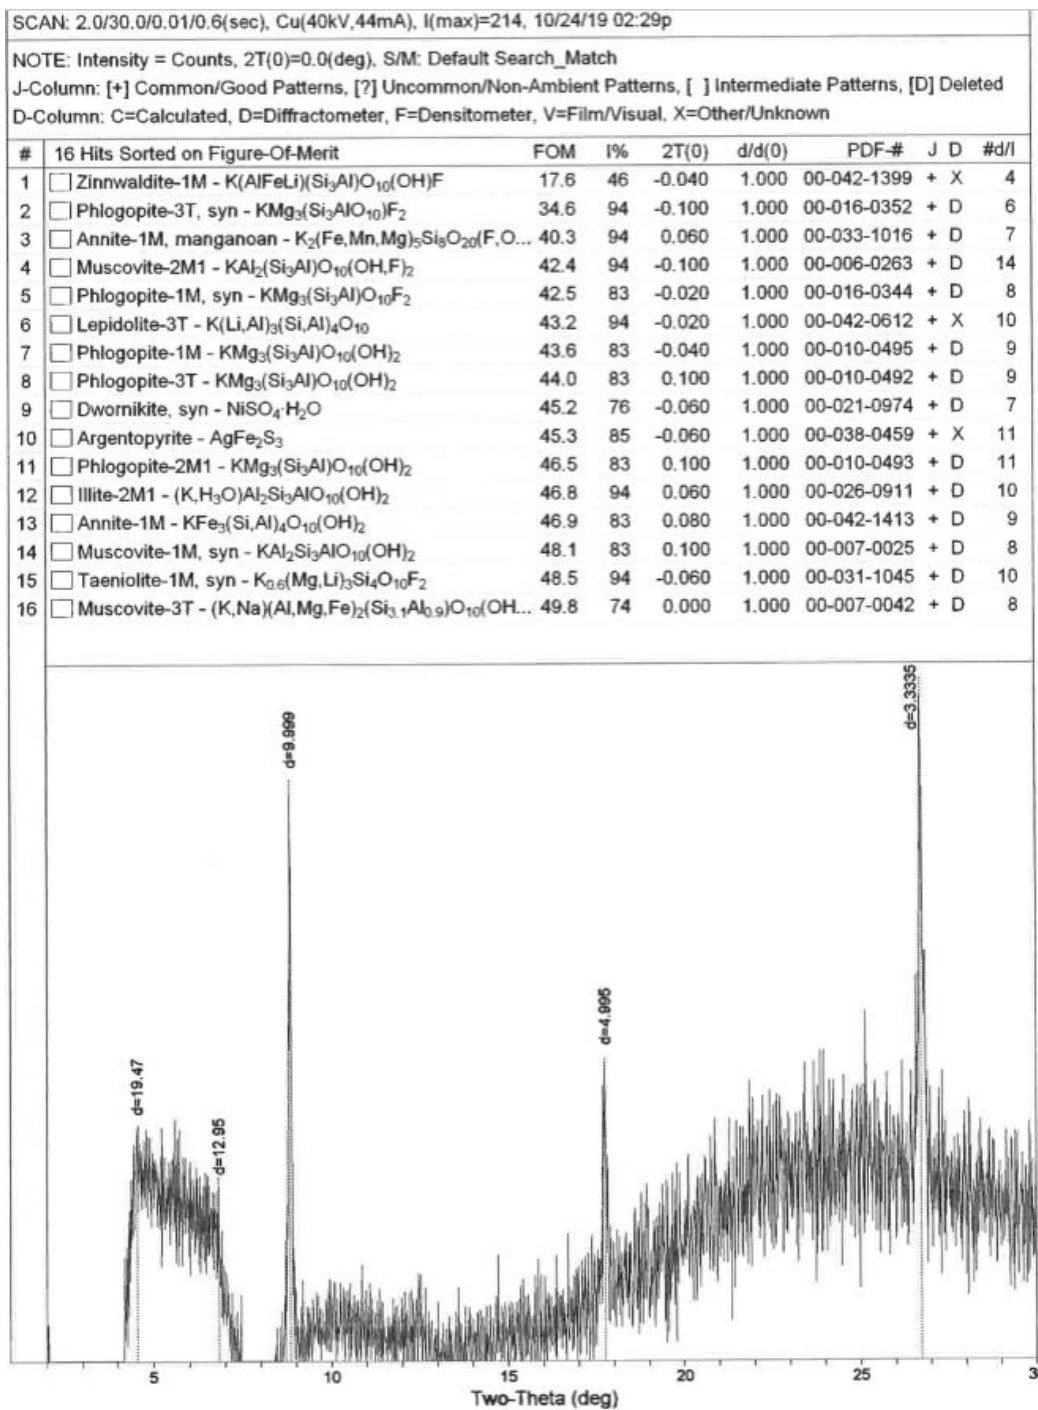 SCAN: 2.0/30.0/0.01/0.6(sec), Cu(40kV,44mA), I(max)=214, 10/24/19 02:29p
NOTE: Intensity = Counts, 2T(0)=0.0(deg), S/M: Default Search_Match
J-Column: [+] Common/Good Patterns, [?] Uncommon/Non-Ambient Patterns, [ ] Intermediate Patterns, [D] Deleted
D-Column: C=Calculated, D=Diffractometer, F=Densitometer, V=Film/Visual, X=Other/Unknown
# 16 Hits Sorted on Figure-Of-Merit FOM I% 2T(0) d/d(0) PDF-# J D #d/I
1 Zinnwaldite-1M - K(AlFeLi)(Si₃Al)O₁₀(OH)F 17.6 46 -0.040 1.000 00-042-1399 + X 4
2 Phlogopite-3T, syn - KMg₃(Si₃AlO₁₀)F₂ 34.6 94 -0.100 1.000 00-016-0352 + D 6
3 Annite-1M, manganoan - K₂(Fe,Mn,Mg)₅Si₈O₂₀(F,O... 40.3 94 0.060 1.000 00-033-1016 + D 7
4 Muscovite-2M1 - KAl₂(Si₃Al)O₁₀(OH,F)₂ 42.4 94 -0.100 1.000 00-006-0263 + D 14
5 Phlogopite-1M, syn - KMg₃(Si₃Al)O₁₀F₂ 42.5 83 -0.020 1.000 00-016-0344 + D 8
6 Lepidolite-3T - K(Li,Al)₃(Si,Al)₄O₁₀ 43.2 94 -0.020 1.000 00-042-0612 + X 10
7 Phlogopite-1M - KMg₃(Si₃Al)O₁₀(OH)₂ 43.6 83 -0.040 1.000 00-010-0495 + D 9
8 Phlogopite-3T - KMg₃(Si₃Al)O₁₀(OH)₂ 44.0 83 0.100 1.000 00-010-0492 + D 9
9 Dwornikite, syn - NiSO₄·H₂O 45.2 76 -0.060 1.000 00-021-0974 + D 7
10 Argentopyrite - AgFe₂S₃ 45.3 85 -0.060 1.000 00-038-0459 + X 11
11 Phlogopite-2M1 - KMg₃(Si₃Al)O₁₀(OH)₂ 46.5 83 0.100 1.000 00-010-0493 + D 11
12 Illite-2M1 - (K,H₃O)Al₂Si₃AlO₁₀(OH)₂ 46.8 94 0.060 1.000 00-026-0911 + D 10
13 Annite-1M - KFe₃(Si,Al)₄O₁₀(OH)₂ 46.9 83 0.080 1.000 00-042-1413 + D 9
14 Muscovite-1M, syn - KAl₂Si₃AlO₁₀(OH)₂ 48.1 83 0.100 1.000 00-007-0025 + D 8
15 Taeniolite-1M, syn - K₀.₆(Mg,Li)₃Si₄O₁₀F₂ 48.5 94 -0.060 1.000 00-031-1045 + D 10
16 Muscovite-3T - (K,Na)(Al,Mg,Fe)₂(Si₃.₁Al₀.₉)O₁₀(OH... 49.8 74 0.000 1.000 00-007-0042 + D 8
d=19.47
d=12.95
d=9.999
d=4.995
d=3.3335
5 10 15 20 25 3
Two-Theta (deg)